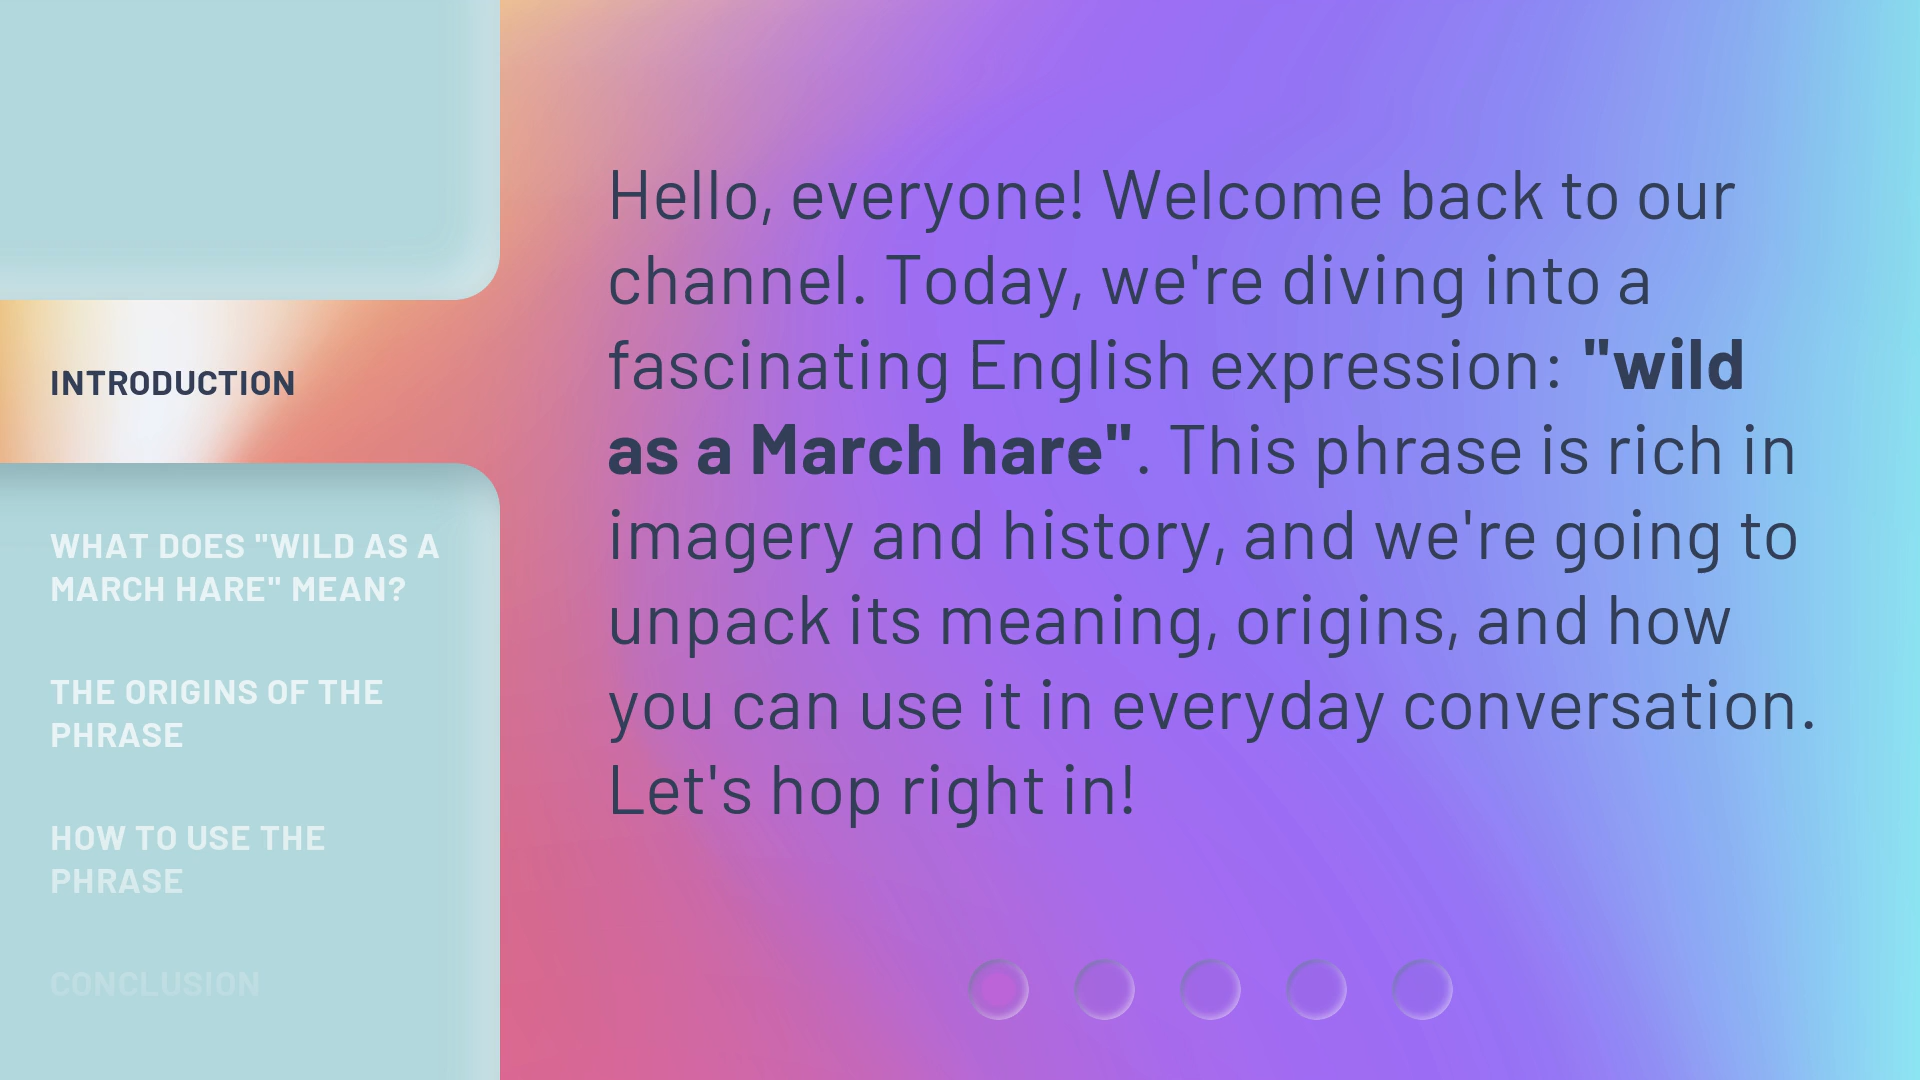 INTRODUCTION
WHAT DOES "WILD AS A
MARCH HARE" MEAN?
THE ORIGINS OF THE
PHRASE
HOW TO USE THE
PHRASE
CONCLUSION
Hello, everyone! Welcome back to our
channel. Today, we're diving into a
fascinating English expression: "wild
as a March hare". This phrase is rich in
imagery and history, and we're going to
unpack its meaning, origins, and how
you can use it in everyday conversation.
Let's hop right in!